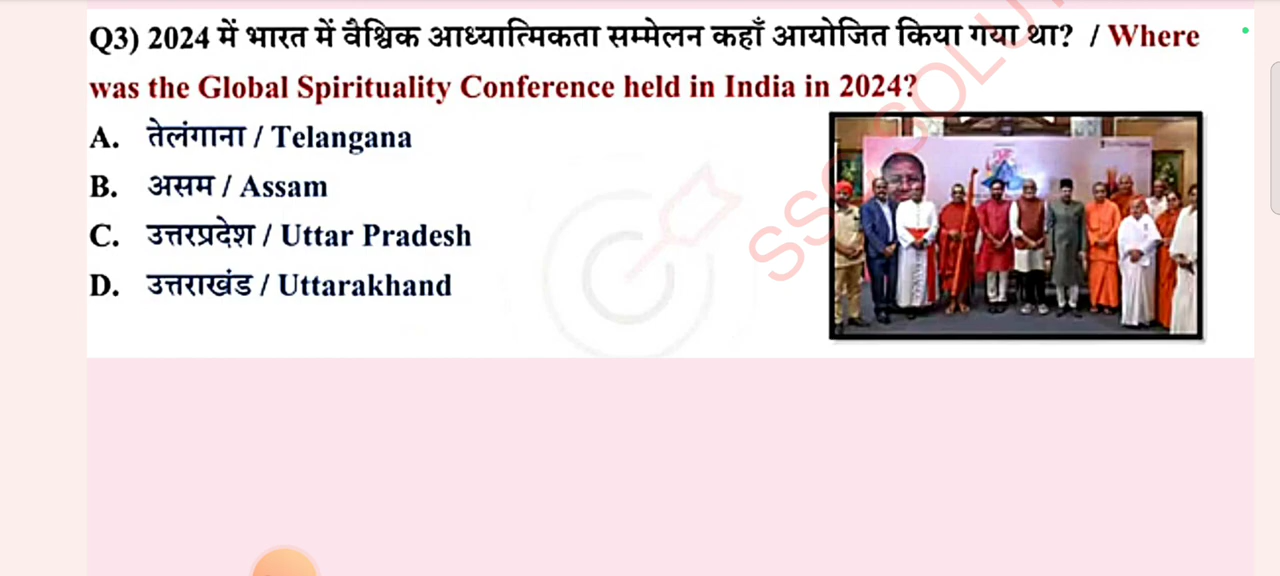 Q3) 2024 में भारत में वैश्विक आध्यात्मिकता सम्मेलन कहाँ आयोजित किया गया था? / Where
was the Global Spirituality Conference held in India in 2024?
A. तेलंगाना / Telangana
B. असम / Assam
C. उत्तरप्रदेश / Uttar Pradesh
D. उत्तराखंड / Uttarakhand